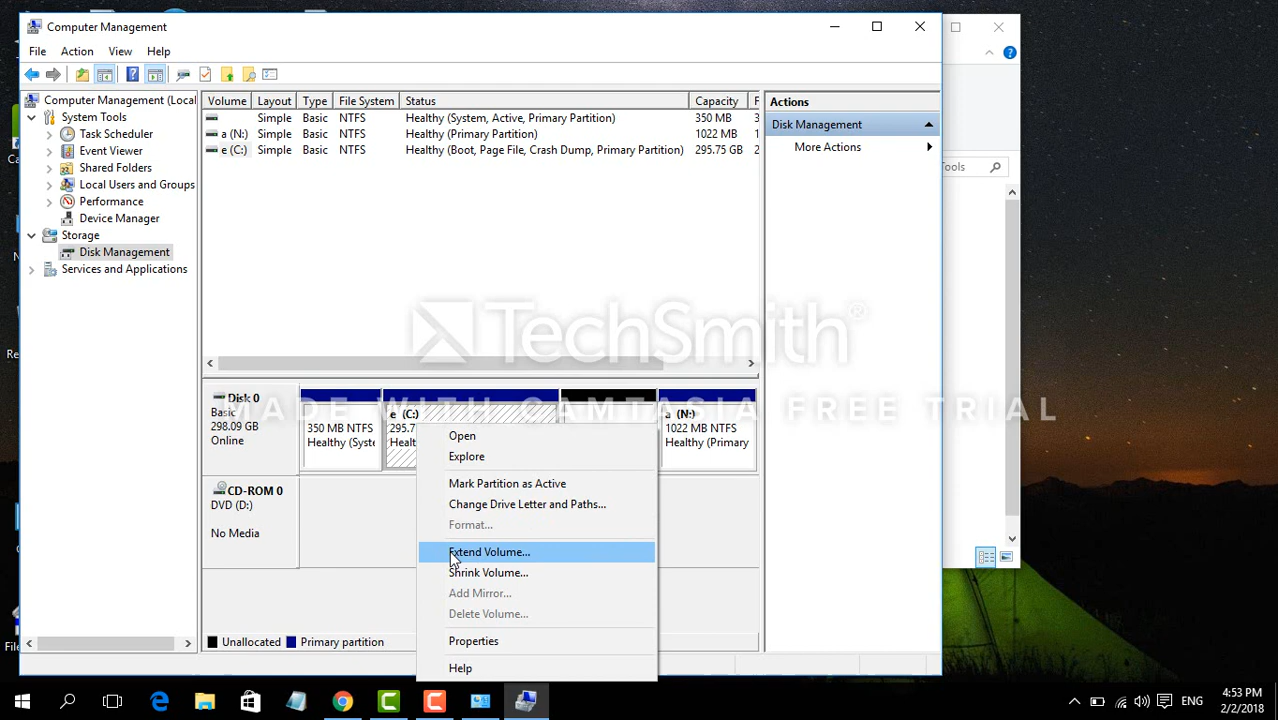 Computer Management
File Action View Help
Computer Management (Local
System Tools
Task Scheduler
Event Viewer
Shared Folders
Local Users and Groups
Performance
Device Manager
Storage
Disk Management
Services and Applications
Volume Layout Type File System Status Capacity F
Simple Basic NTFS Healthy (System, Active, Primary Partition) 350 MB
a (N:) Simple Basic NTFS Healthy (Primary Partition) 1022 MB 1
e (C:) Simple Basic NTFS Healthy (Boot, Page File, Crash Dump, Primary Partition) 295.75 GB 2
Actions
Disk Management
More Actions
Tools
TechSmith®
MADE WITH CAMTASIA FREE TRIAL
Disk 0
Basic
298.09 GB
Online
350 MB NTFS
Healthy (Syste
e (C:)
295.7
Healt
a (N:)
1022 MB NTFS
Healthy (Primary
CD-ROM 0
DVD (D:)
No Media
Open
Explore
Mark Partition as Active
Change Drive Letter and Paths...
Format...
Extend Volume...
Shrink Volume...
Add Mirror...
Delete Volume...
Properties
Help
Unallocated Primary partition
ENG
4:53 PM
2/2/2018